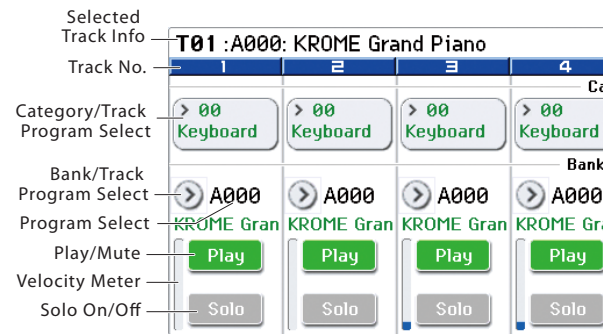 Selected
Track Info
T01 :A000: KROME Grand Piano
Track No.
1 2 3 4
Ca
Category/Track
Program Select
00 00 00 00
Keyboard Keyboard Keyboard Keyboard
Bank
Bank/Track
Program Select
A000 A000 A000 A000
Program Select
KROME Gran KROME Gran KROME Gran KROME Gra
Play/Mute
Play Play Play Play
Velocity Meter
Solo On/Off
Solo Solo Solo Solo